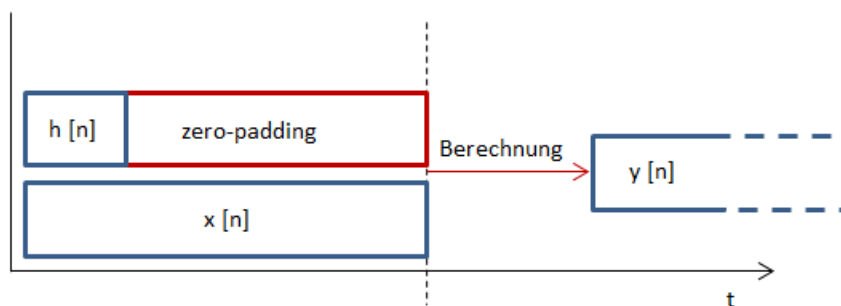 h [n]
zero-padding
Berechnung
y [n]
x [n]
t